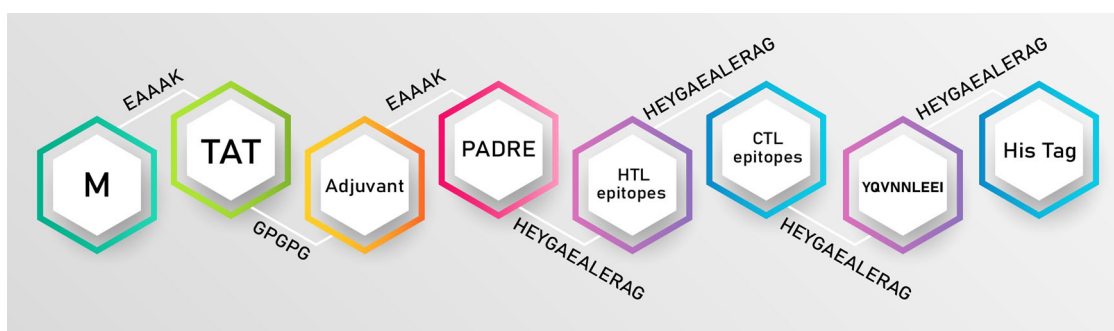 M
EAAAK
TAT
GPGPG
Adjuvant
EAAAK
PADRE
HEYGAEALERAG
HTL
epitopes
HEYGAEALERAG
CTL
epitopes
HEYGAEALERAG
YQVNNLEEI
HEYGAEALERAG
His Tag